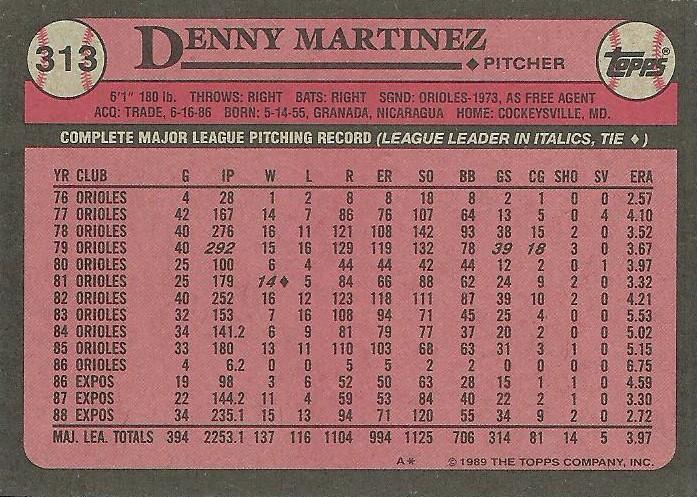 313
DENNY MARTINEZ
◆ PITCHER
TOPPS®
6'1" 180 lb. THROWS: RIGHT BATS: RIGHT SGND: ORIOLES-1973, AS FREE AGENT
ACQ: TRADE, 6-16-86 BORN: 5-14-55, GRANADA, NICARAGUA HOME: COCKEYSVILLE, MD.
COMPLETE MAJOR LEAGUE PITCHING RECORD (LEAGUE LEADER IN ITALICS, TIE ◆)
YR CLUB G IP W L R ER SO BB GS CG SHO SV ERA
76 ORIOLES 4 28 1 2 8 8 18 8 2 1 0 0 2.57
77 ORIOLES 42 167 14 7 86 76 107 64 13 5 0 4 4.10
78 ORIOLES 40 276 16 11 121 108 142 93 38 15 2 0 3.52
79 ORIOLES 40 292 15 16 129 119 132 78 39 18 3 0 3.67
80 ORIOLES 25 100 6 4 44 44 42 44 12 2 0 1 3.97
81 ORIOLES 25 179 14◆ 5 84 66 88 62 24 9 2 0 3.32
82 ORIOLES 40 252 16 12 123 118 111 87 39 10 2 0 4.21
83 ORIOLES 32 153 7 16 108 94 71 45 25 4 0 0 5.53
84 ORIOLES 34 141.2 6 9 81 79 77 37 20 2 0 0 5.02
85 ORIOLES 33 180 13 11 110 103 68 63 31 3 1 0 5.15
86 ORIOLES 4 6.2 0 0 5 5 2 2 0 0 0 0 6.75
86 EXPOS 19 98 3 6 52 50 63 28 15 1 1 0 4.59
87 EXPOS 22 144.2 11 4 59 53 84 40 22 2 1 0 3.30
88 EXPOS 34 235.1 15 13 94 71 120 55 34 9 2 0 2.72
MAJ. LEA. TOTALS 394 2253.1 137 116 1104 994 1125 706 314 81 14 5 3.97
A* © 1989 THE TOPPS COMPANY, INC.